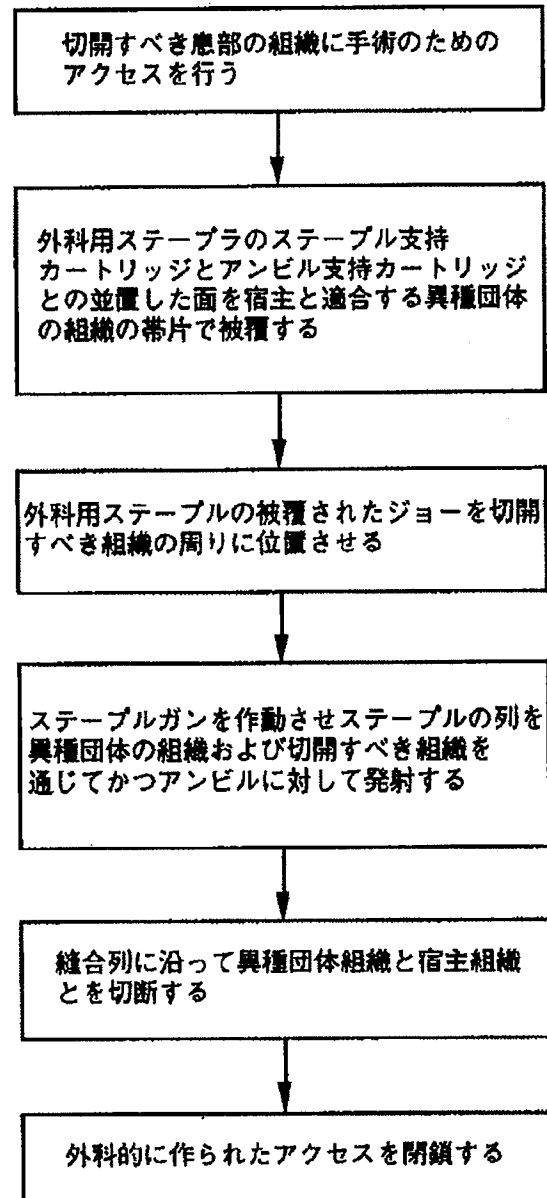 切開すべき患部の組織に手術のための
アクセスを行う
外科用ステープラのステープル支持
カートリッジとアンビル支持カートリッジ
との並置した面を宿主と適合する異種団体
の組織の帯片で被覆する
外科用ステープルの被覆されたジョーを切開
すべき組織の周りに位置させる
ステープルガンを作動させステープルの列を
異種団体の組織および切開すべき組織を
通じてかつアンビルに対して発射する
縫合列に沿って異種団体組織と宿主組織
とを切断する
外科的に作られたアクセスを閉鎖する